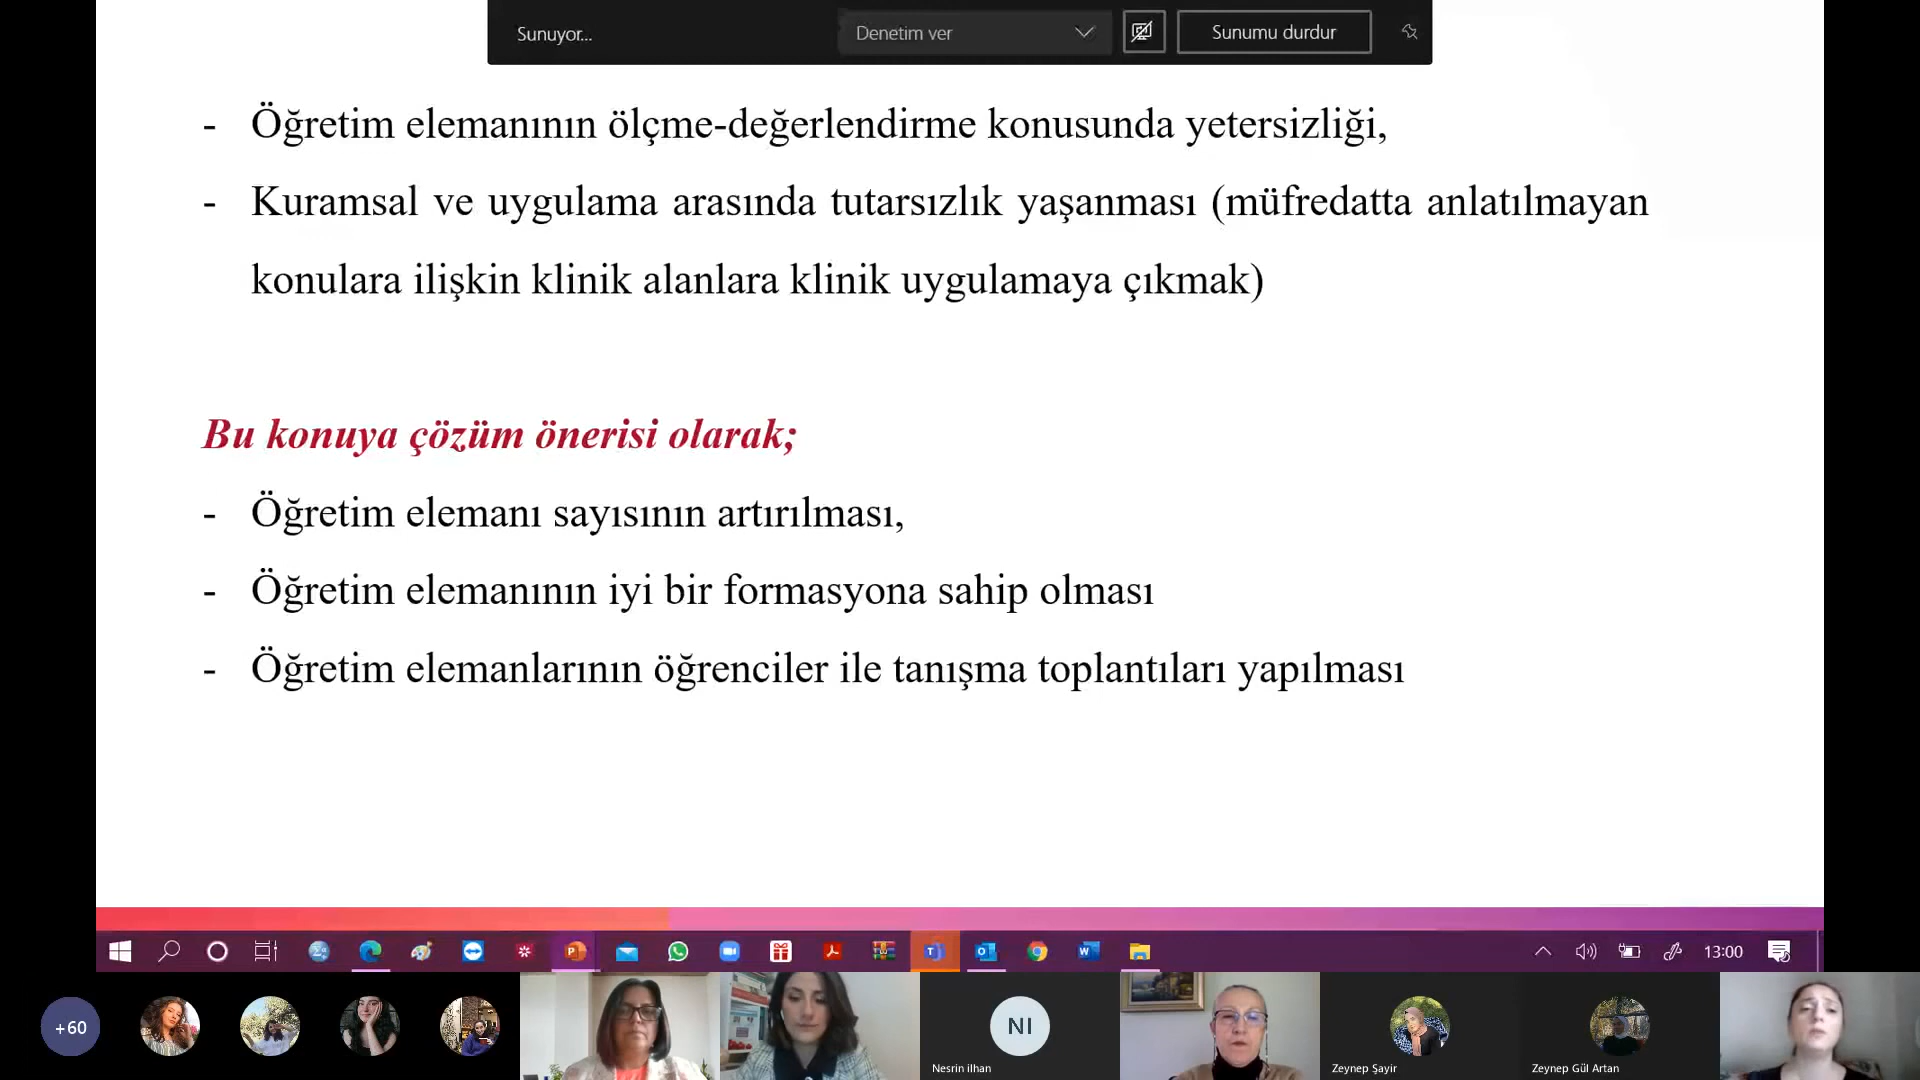 Sunuyor...
Denetim ver
Sunumu durdur
- Öğretim elemanının ölçme-değerlendirme konusunda yetersizliği,
- Kuramsal ve uygulama arasında tutarsızlık yaşanması (müfredatta anlatılmayan
konulara ilişkin klinik alanlara klinik uygulamaya çıkmak)
Bu konuya çözüm önerisi olarak;
- Öğretim elemanı sayısının artırılması,
- Öğretim elemanının iyi bir formasyona sahip olması
- Öğretim elemanlarının öğrenciler ile tanışma toplantıları yapılması
13:00
+60
NI
Nesrin ilhan
Zeynep Şayir
Zeynep Gül Artan